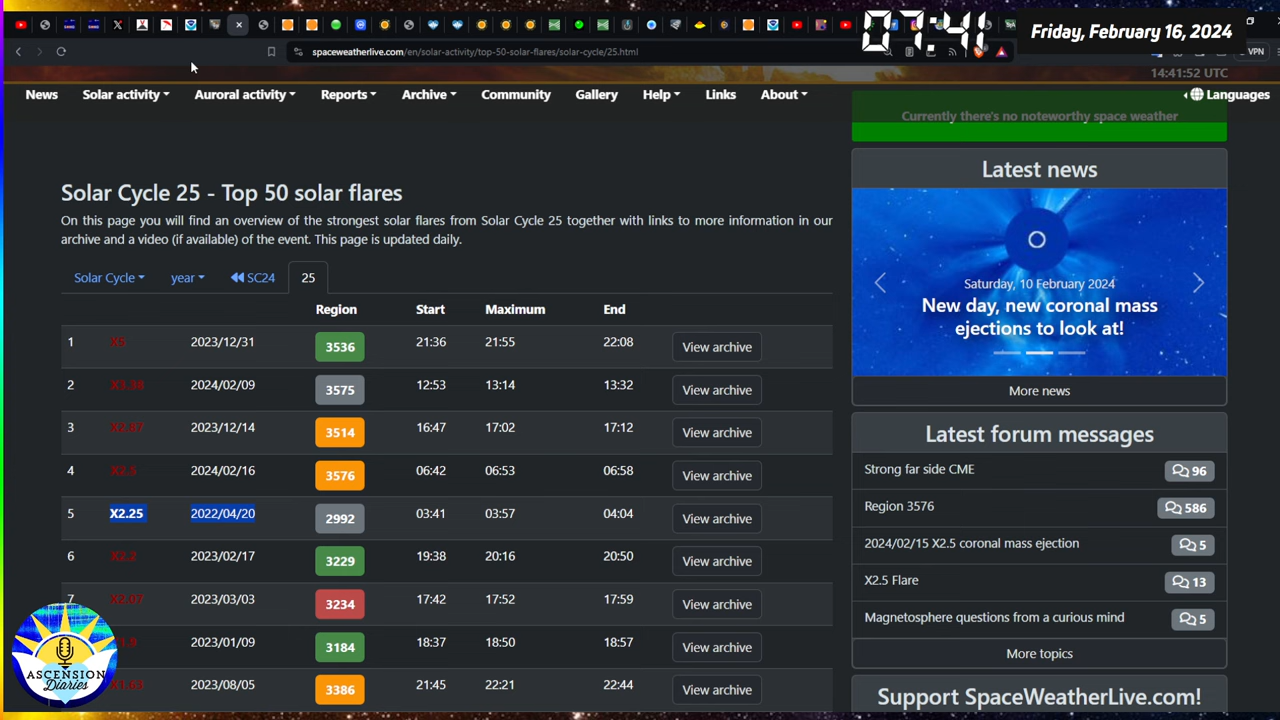 07:41
Friday, February 16, 2024
spaceweatherlive.com/en/solar-activity/top-50-solar-flares/solar-cycle/25.html
VPN
14:41:52 UTC
News Solar activity Auroral activity Reports Archive Community Gallery Help Links About Languages
Currently there's no noteworthy space weather
Solar Cycle 25 - Top 50 solar flares
On this page you will find an overview of the strongest solar flares from Solar Cycle 25 together with links to more information in our
archive and a video (if available) of the event. This page is updated daily.
Solar Cycle year SC24 25
Region Start Maximum End
1 X5 2023/12/31 3536 21:36 21:55 22:08 View archive
2 X3.38 2024/02/09 3575 12:53 13:14 13:32 View archive
3 X2.87 2023/12/14 3514 16:47 17:02 17:12 View archive
4 X2.5 2024/02/16 3576 06:42 06:53 06:58 View archive
5 X2.25 2022/04/20 2992 03:41 03:57 04:04 View archive
6 X2.2 2023/02/17 3229 19:38 20:16 20:50 View archive
7 X2.07 2023/03/03 3234 17:42 17:52 17:59 View archive
2023/01/09 3184 18:37 18:50 18:57 View archive
2023/08/05 3386 21:45 22:21 22:44 View archive
Latest news
Saturday, 10 February 2024
New day, new coronal mass
ejections to look at!
More news
Latest forum messages
Strong far side CME 96
Region 3576 586
2024/02/15 X2.5 coronal mass ejection 5
X2.5 Flare 13
Magnetosphere questions from a curious mind 5
More topics
Support SpaceWeatherLive.com!
ASCENSION
DIARIES